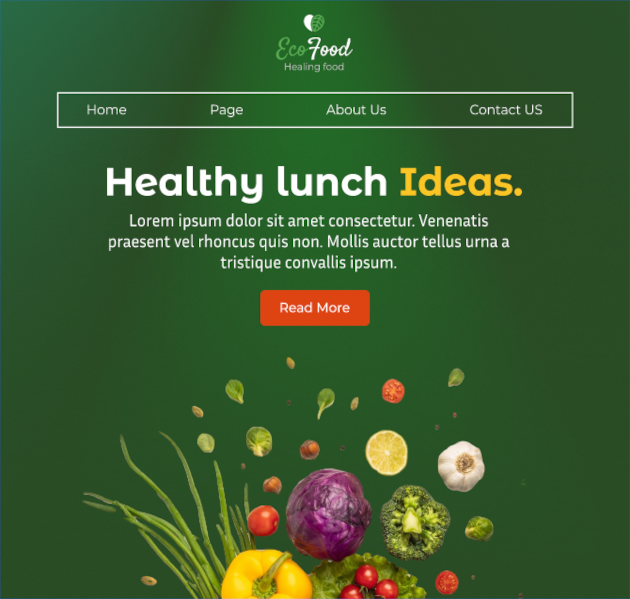 EcoFood
Healing food
Home Page About Us Contact US
Healthy lunch Ideas.
Lorem ipsum dolor sit amet consectetur. Venenatis
praesent vel rhoncus quis non. Mollis auctor tellus urna a
tristique convallis ipsum.
Read More